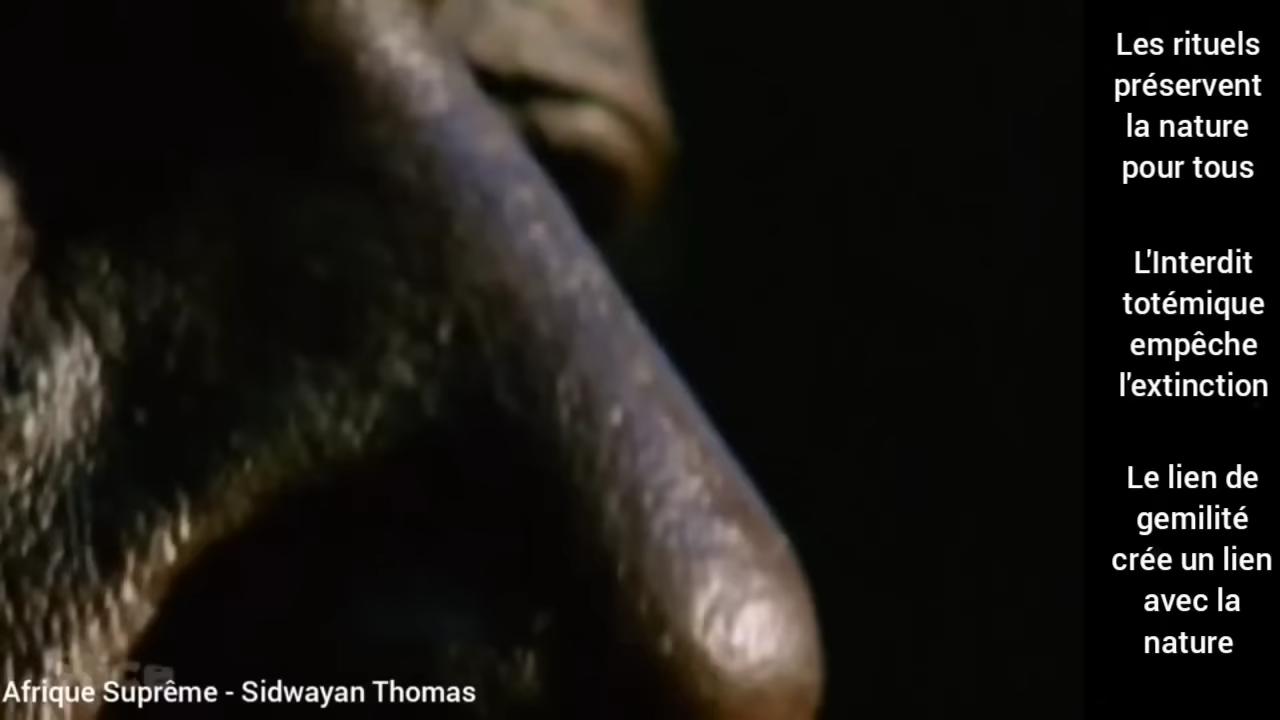 Les rituels
préservent
la nature
pour tous
L'Interdit
totémique
empêche
l'extinction
Le lien de
gemilité
crée un lien
avec la
nature
Afrique Suprême - Sidwayan Thomas